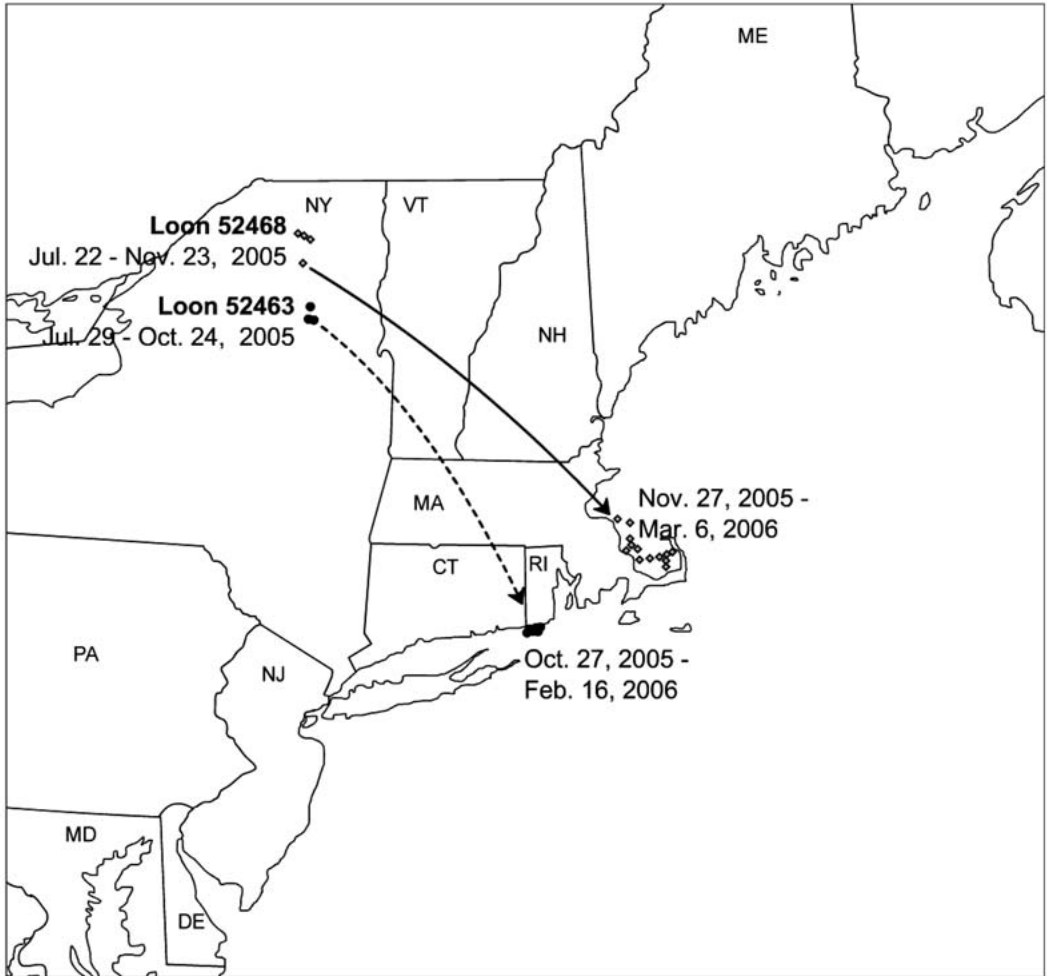 ME
NY
VT
Loon 52468
Jul. 22 - Nov. 23, 2005
Loon 52463
Jul. 29 - Oct. 24, 2005
NH
MA
Nov. 27, 2005 -
Mar. 6, 2006
CT
RI
PA
NJ
Oct. 27, 2005 -
Feb. 16, 2006
MD
DE